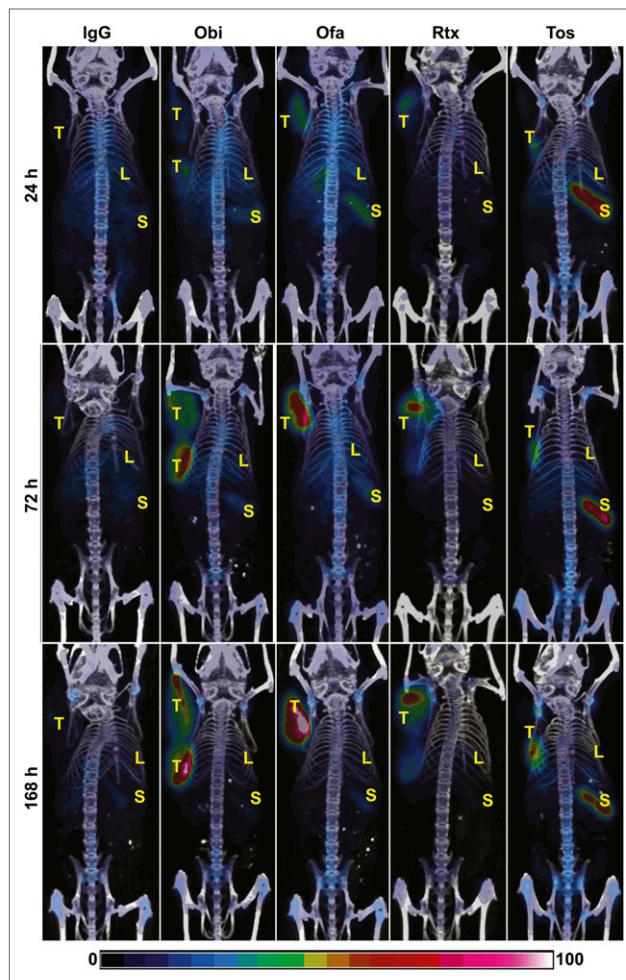 IgG Obi Ofa Rtx Tos
24 h
T T T T T T
L L L L
S S S S S
72 h
T T T T T T
L L L L
S S S S S
168 h
T T T T T T
L L L L
S S S S S
0 100